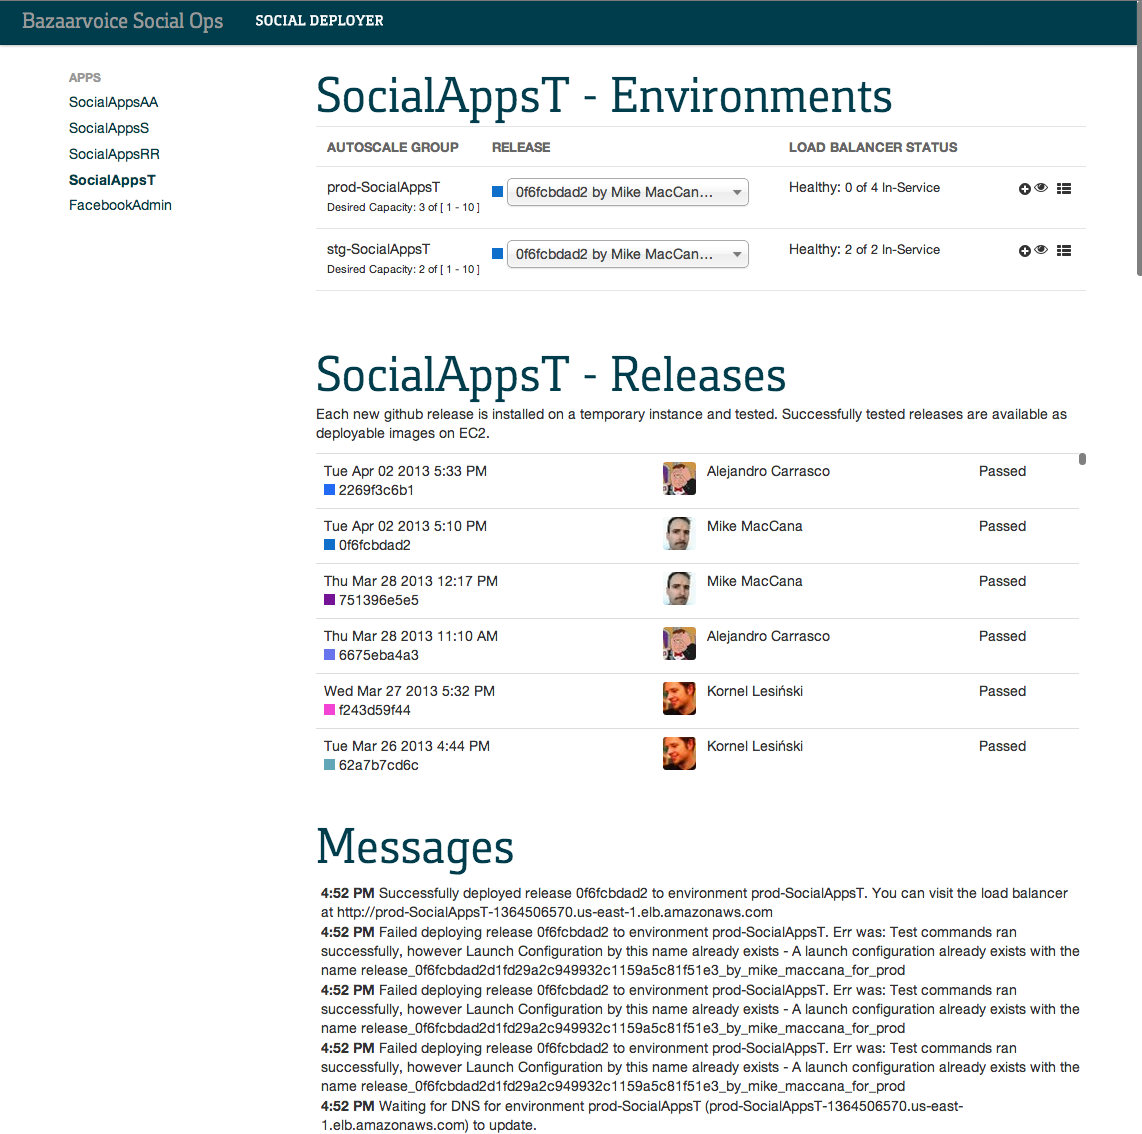 Bazaarvoice Social Ops SOCIAL DEPLOYER
APPS
SocialAppsAA
SocialAppsS
SocialAppsRR
SocialAppsT
FacebookAdmin
SocialAppsT - Environments
AUTOSCALE GROUP RELEASE LOAD BALANCER STATUS
prod-SocialAppsT 0f6fcbdad2 by Mike MacCan... Healthy: 0 of 4 In-Service
Desired Capacity: 3 of [ 1 - 10 ]
stg-SocialAppsT 0f6fcbdad2 by Mike MacCan... Healthy: 2 of 2 In-Service
Desired Capacity: 2 of [ 1 - 10 ]
SocialAppsT - Releases
Each new github release is installed on a temporary instance and tested. Successfully tested releases are available as
deployable images on EC2.
Tue Apr 02 2013 5:33 PM Alejandro Carrasco Passed
2269f3c6b1
Tue Apr 02 2013 5:10 PM Mike MacCana Passed
0f6fcbdad2
Thu Mar 28 2013 12:17 PM Mike MacCana Passed
751396e5e5
Thu Mar 28 2013 11:10 AM Alejandro Carrasco Passed
6675eba4a3
Wed Mar 27 2013 5:32 PM Kornel Lesiński Passed
f243d59f44
Tue Mar 26 2013 4:44 PM Kornel Lesiński Passed
62a7b7cd6c
Messages
4:52 PM Successfully deployed release 0f6fcbdad2 to environment prod-SocialAppsT. You can visit the load balancer
at http://prod-SocialAppsT-1364506570.us-east-1.elb.amazonaws.com
4:52 PM Failed deploying release 0f6fcbdad2 to environment prod-SocialAppsT. Err was: Test commands ran
successfully, however Launch Configuration by this name already exists - A launch configuration already exists with the
name release_0f6fcbdad2d1fd29a2c949932c1159a5c81f51e3_by_mike_maccana_for_prod
4:52 PM Failed deploying release 0f6fcbdad2 to environment prod-SocialAppsT. Err was: Test commands ran
successfully, however Launch Configuration by this name already exists - A launch configuration already exists with the
name release_0f6fcbdad2d1fd29a2c949932c1159a5c81f51e3_by_mike_maccana_for_prod
4:52 PM Failed deploying release 0f6fcbdad2 to environment prod-SocialAppsT. Err was: Test commands ran
successfully, however Launch Configuration by this name already exists - A launch configuration already exists with the
name release_0f6fcbdad2d1fd29a2c949932c1159a5c81f51e3_by_mike_maccana_for_prod
4:52 PM Waiting for DNS for environment prod-SocialAppsT (prod-SocialAppsT-1364506570.us-east-
1.elb.amazonaws.com) to update.